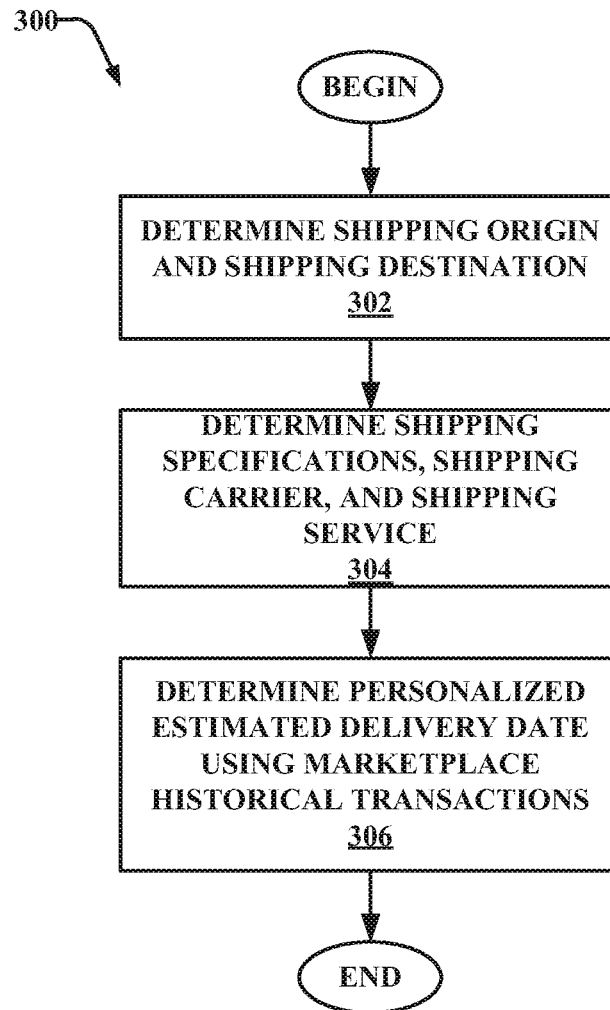 300
BEGIN
DETERMINE SHIPPING ORIGIN
AND SHIPPING DESTINATION
302
DETERMINE SHIPPING
SPECIFICATIONS, SHIPPING
CARRIER, AND SHIPPING
SERVICE
304
DETERMINE PERSONALIZED
ESTIMATED DELIVERY DATE
USING MARKETPLACE
HISTORICAL TRANSACTIONS
306
END